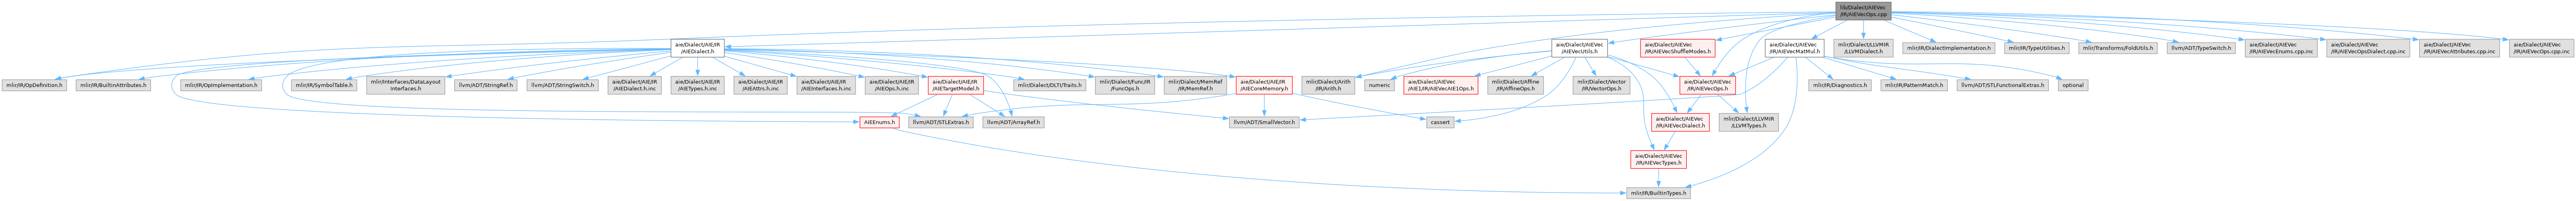 lib/Dialect/AIEVec
/IR/AIEVecOps.cpp
aie/Dialect/AIE/IR
/AIEDialect.h
aie/Dialect/AIEVec
/AIEVecUtils.h
aie/Dialect/AIEVec
/IR/AIEVecShuffleModes.h
aie/Dialect/AIEVec
/IR/AIEVecMatMul.h
mlir/Dialect/LLVMIR
/LLVMDialect.h
mlir/IR/DialectImplementation.h
mlir/IR/TypeUtilities.h
mlir/Transforms/FoldUtils.h
llvm/ADT/TypeSwitch.h
aie/Dialect/AIEVec
/IR/AIEVecEnums.cpp.inc
aie/Dialect/AIEVec
/IR/AIEVecOpsDialect.cpp.inc
aie/Dialect/AIEVec
/IR/AIEVecAttributes.cpp.inc
aie/Dialect/AIEVec
/IR/AIEVecOps.cpp.inc
mlir/IR/OpDefinition.h
mlir/IR/BuiltinAttributes.h
mlir/IR/OpImplementation.h
mlir/IR/SymbolTable.h
mlir/Interfaces/DataLayout
Interfaces.h
llvm/ADT/StringRef.h
llvm/ADT/StringSwitch.h
aie/Dialect/AIE/IR
/AIEDialect.h.inc
aie/Dialect/AIE/IR
/AIETypes.h.inc
aie/Dialect/AIE/IR
/AIEAttrs.h.inc
aie/Dialect/AIE/IR
/AIEInterfaces.h.inc
aie/Dialect/AIE/IR
/AIEOps.h.inc
aie/Dialect/AIE/IR
/AIETargetModel.h
mlir/Dialect/DLTI/Traits.h
mlir/Dialect/Func/IR
/FuncOps.h
mlir/Dialect/MemRef
/IR/MemRef.h
aie/Dialect/AIE/IR
/AIECoreMemory.h
mlir/Dialect/Arith
/IR/Arith.h
numeric
aie/Dialect/AIEVec
/AIE1/IR/AIEVecAIE1Ops.h
mlir/Dialect/Affine
/IR/AffineOps.h
mlir/Dialect/Vector
/IR/VectorOps.h
aie/Dialect/AIEVec
/IR/AIEVecOps.h
mlir/IR/Diagnostics.h
mlir/IR/PatternMatch.h
llvm/ADT/STLFunctionalExtras.h
optional
AIEEnums.h
llvm/ADT/STLExtras.h
llvm/ADT/ArrayRef.h
llvm/ADT/SmallVector.h
cassert
aie/Dialect/AIEVec
/IR/AIEVecDialect.h
mlir/Dialect/LLVMIR
/LLVMTypes.h
aie/Dialect/AIEVec
/IR/AIEVecTypes.h
mlir/IR/BuiltinTypes.h